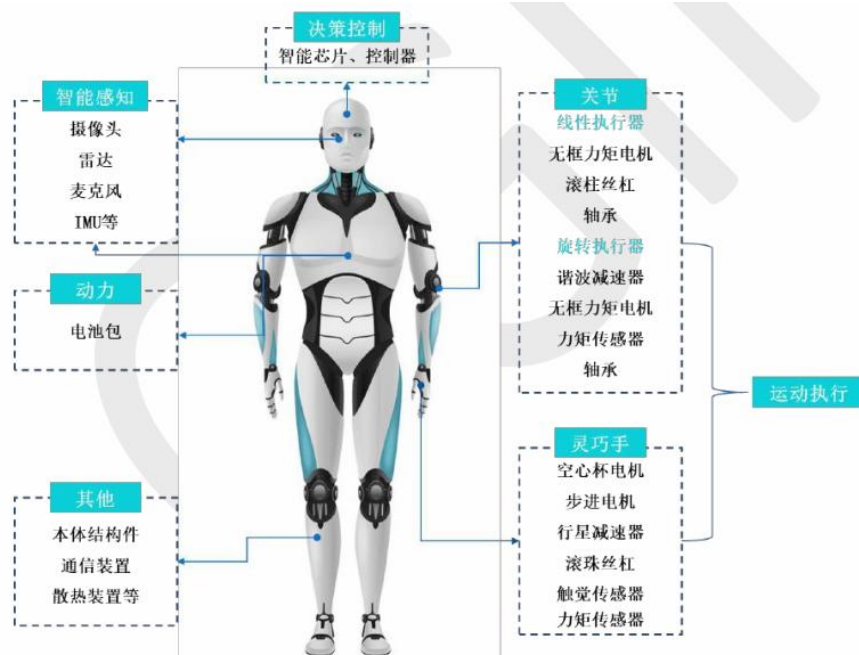 决策控制
智能芯片、控制器
智能感知
摄像头
雷达
麦克风
IMU等
动力
电池包
其他
本体结构件
通信装置
散热装置等
关节
线性执行器
无框力矩电机
滚柱丝杠
轴承
旋转执行器
谐波减速器
无框力矩电机
力矩传感器
轴承
灵巧手
空心杯电机
步进电机
行星减速器
滚珠丝杠
触觉传感器
力矩传感器
运动执行